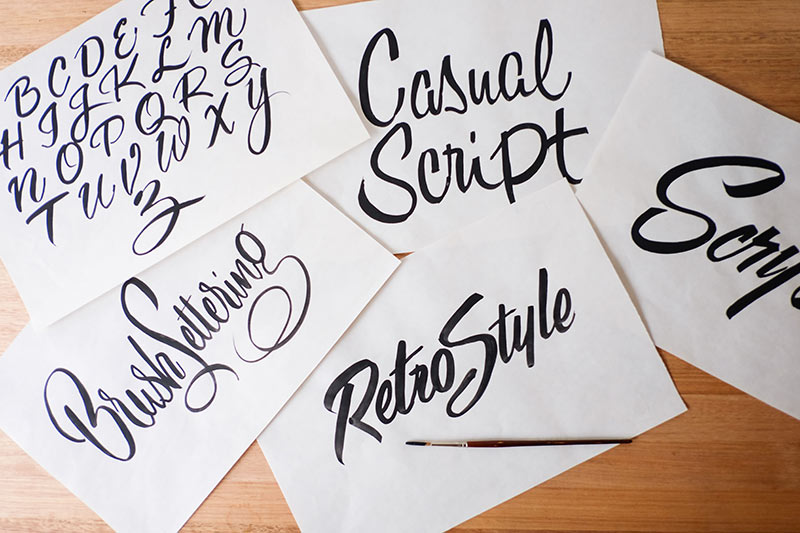 B C D E F
H I J K L M
N O P Q R S
T U V W X Y
Z
Casual
Script
Scrip
Brush Lettering
Retro Style